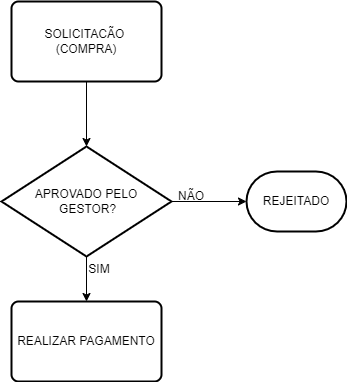 SOLICITACÃO
(COMPRA)
APROVADO PELO
GESTOR?
NÃO
REJEITADO
SIM
REALIZAR PAGAMENTO